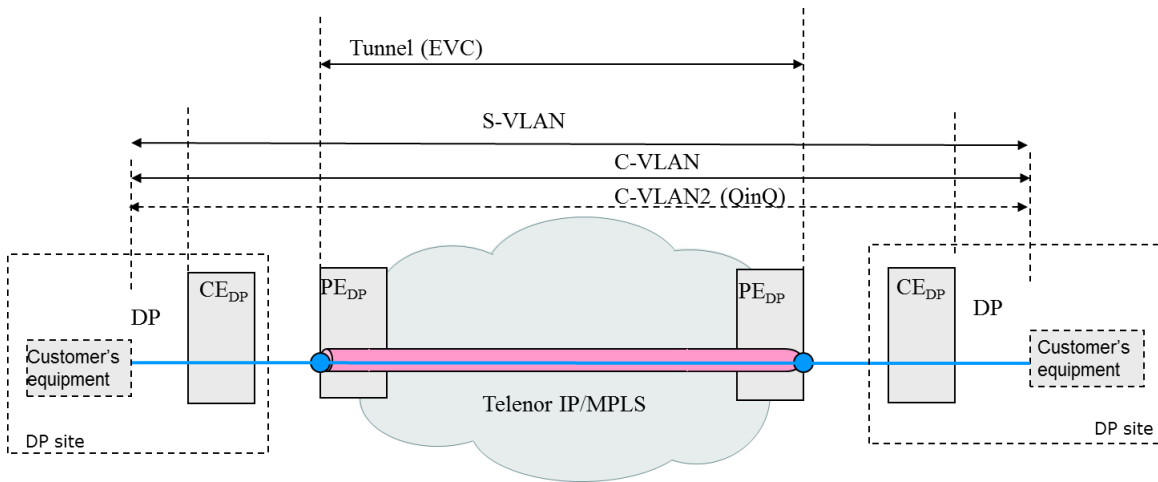 Tunnel (EVC)
S-VLAN
C-VLAN
C-VLAN2 (QinQ)
CE_DP
PE_DP
PE_DP
CE_DP
DP
DP
Customer's
equipment
Customer's
equipment
Telenor IP/MPLS
DP site
DP site